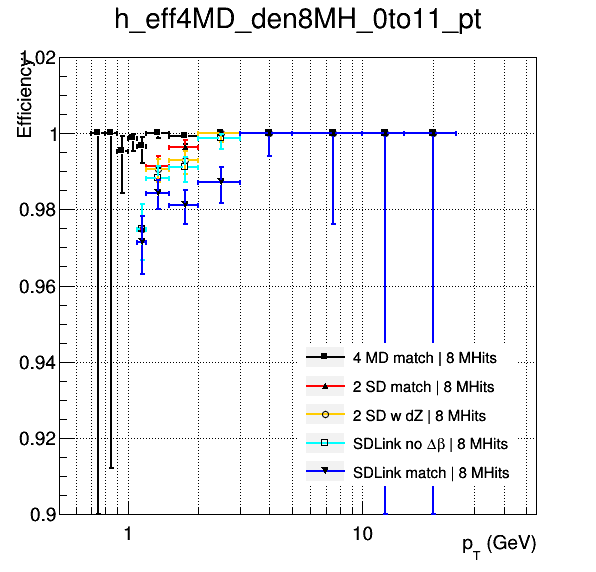 h_eff4MD_den8MH_0to11_pt
Efficiency
1.02
1
0.98
0.96
0.94
0.92
0.9
4 MD match | 8 MHits
2 SD match | 8 MHits
2 SD w dZ | 8 MHits
SDLink no Δβ | 8 MHits
SDLink match | 8 MHits
1
10
p_T (GeV)